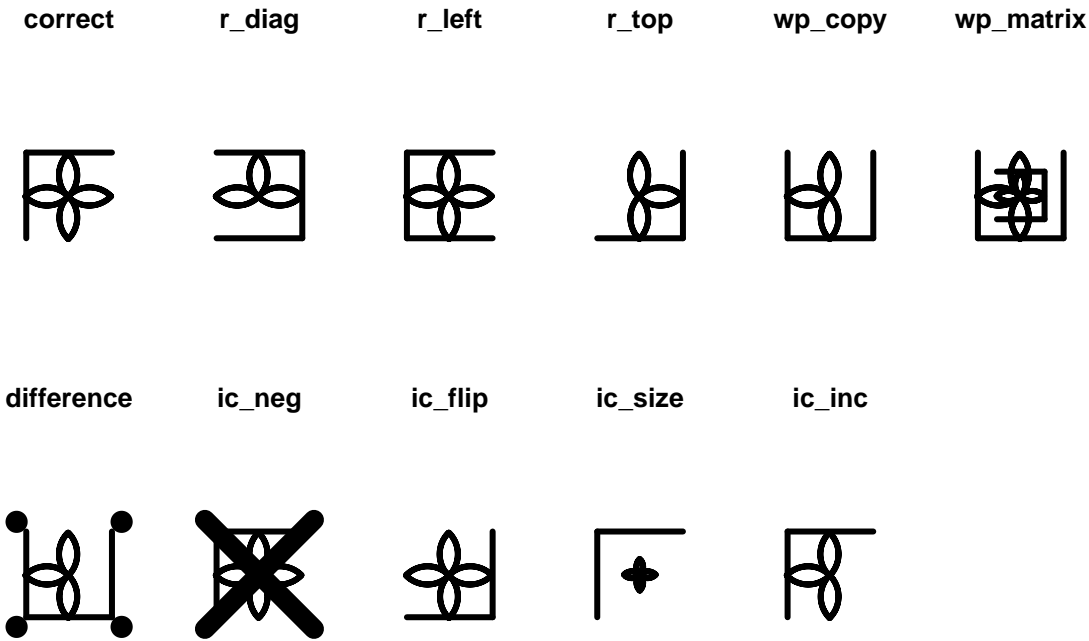 correct r_diag r_left r_top wp_copy wp_matrix
difference ic_neg ic_flip ic_size ic_inc